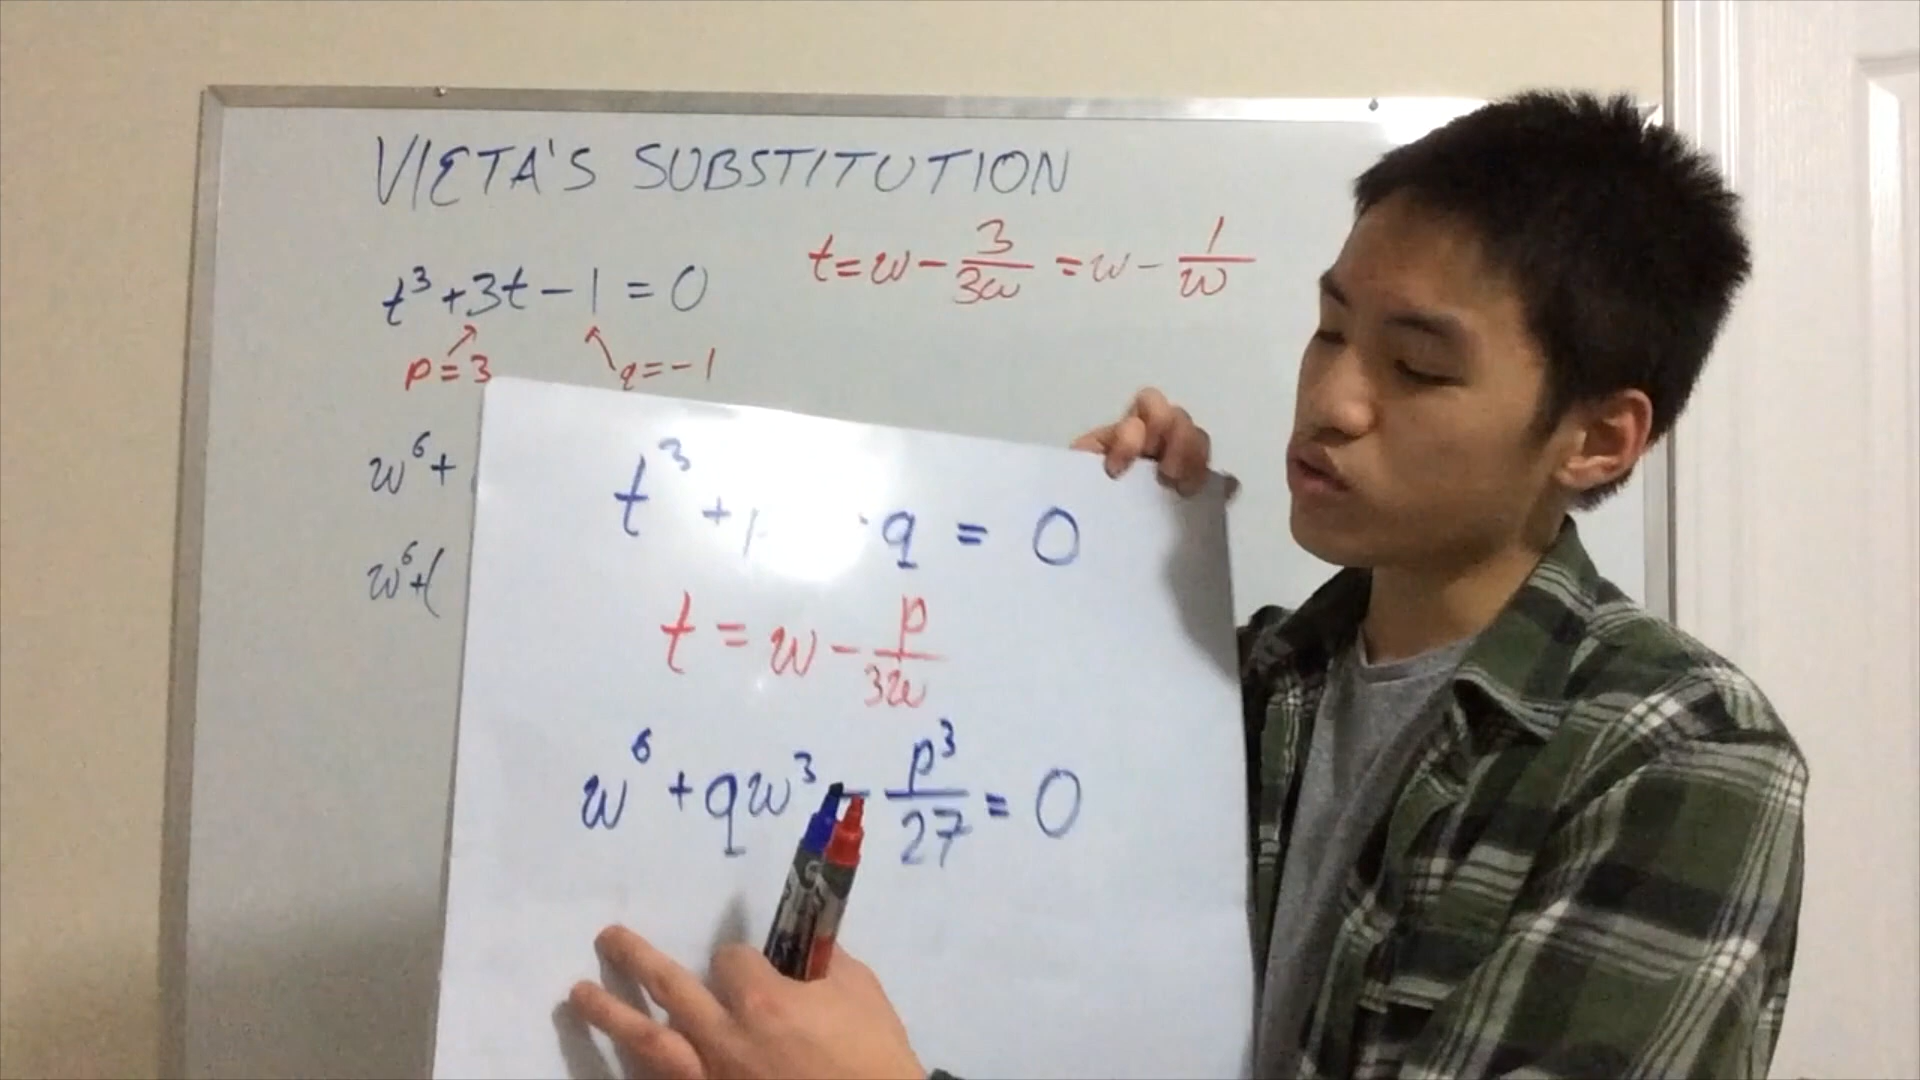 VIETA'S SUBSTITUTION
t³+3t-1=0
t=w-3/3w=w-1/w
p=3
q=-1
w⁶+
w⁶+(
t³+ q=0
t=w-p/3w
w⁶+qw³-p³/27=0